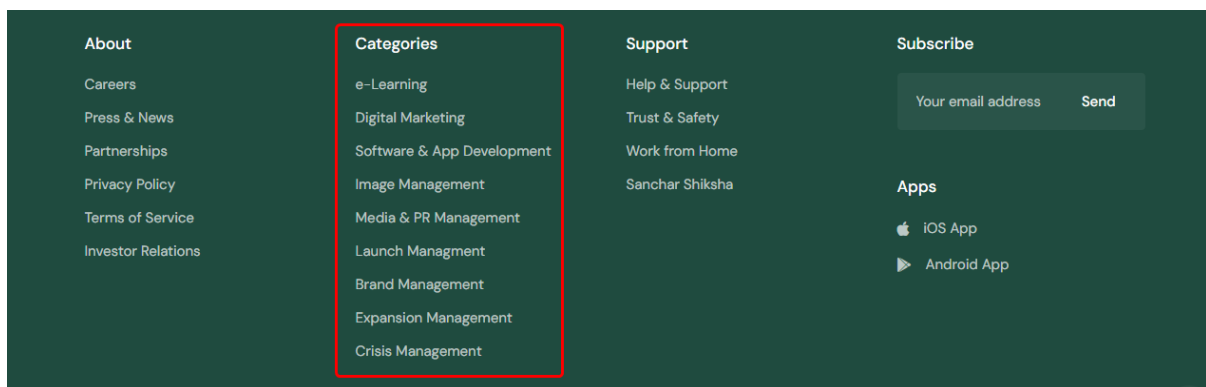 About
Careers
Press & News
Partnerships
Privacy Policy
Terms of Service
Investor Relations
Categories
e-Learning
Digital Marketing
Software & App Development
Image Management
Media & PR Management
Launch Managment
Brand Management
Expansion Management
Crisis Management
Support
Help & Support
Trust & Safety
Work from Home
Sanchar Shiksha
Subscribe
Your email address Send
Apps
iOS App
Android App